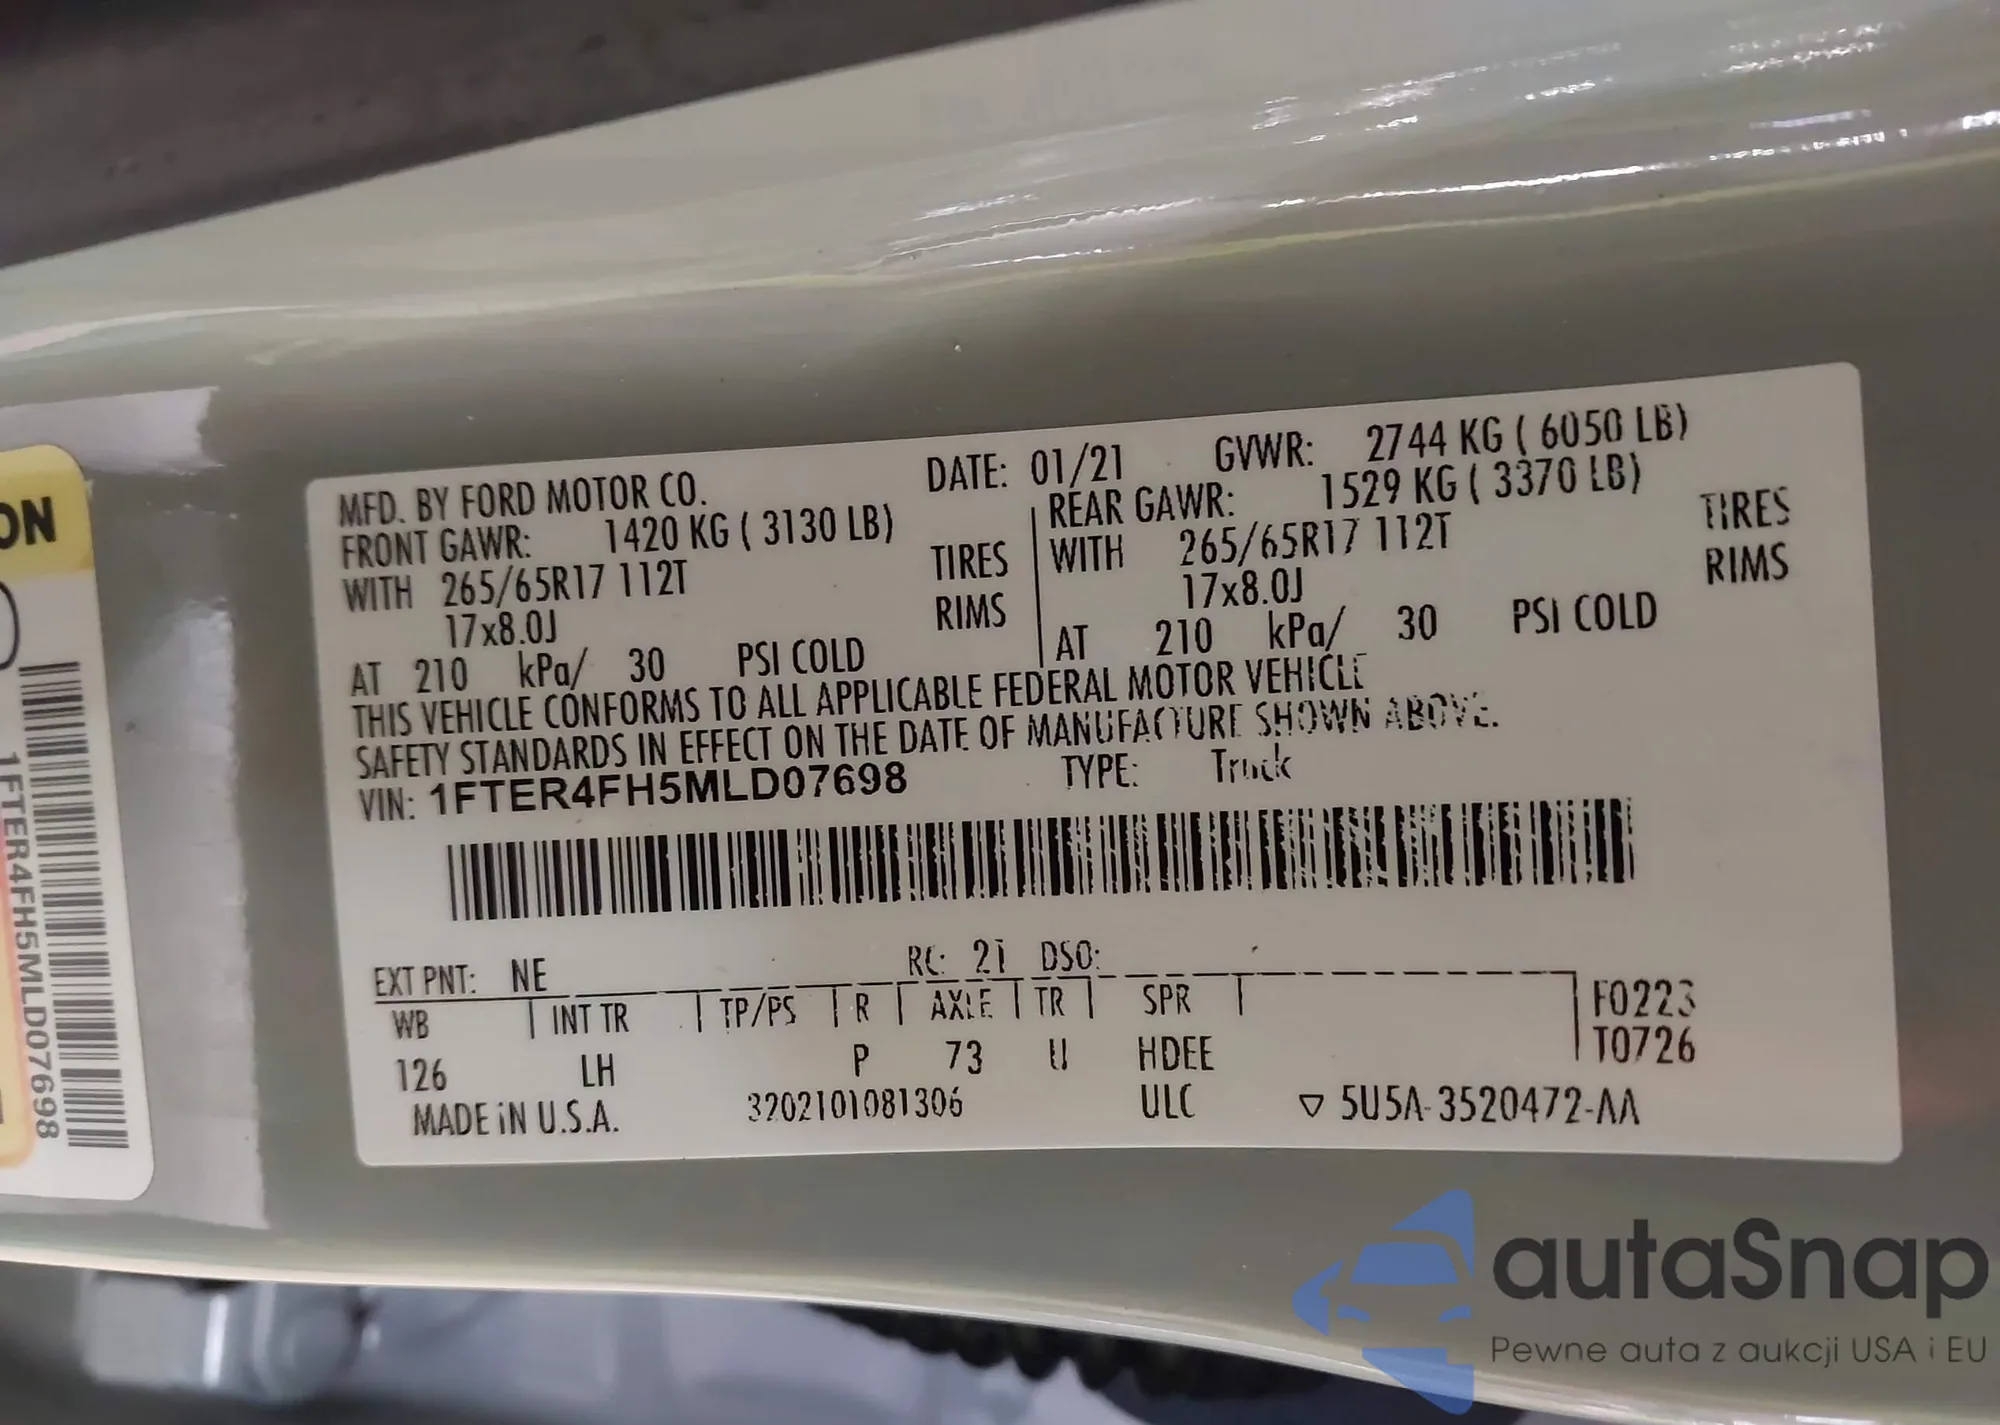 MFD. BY FORD MOTOR CO. DATE: 01/21 GVWR: 2744 KG ( 6050 LB)
FRONT GAWR: 1420 KG ( 3130 LB) REAR GAWR: 1529 KG ( 3370 LB)
WITH 265/65R17 112T TIRES WITH 265/65R17 112T TIRES
17x8.0J RIMS 17x8.0J RIMS
AT 210 kPa/ 30 PSI COLD AT 210 kPa/ 30 PSI COLD
THIS VEHICLE CONFORMS TO ALL APPLICABLE FEDERAL MOTOR VEHICLE
SAFETY STANDARDS IN EFFECT ON THE DATE OF MANUFACTURE SHOWN ABOVE.
VIN: 1FTER4FH5MLD07698 TYPE: Truck
EXT PNT: NE RC: 21 DSO:
WB INT TR TP/PS R AXLE TR SPR F0223
126 LH P 73 U HDEE T0726
MADE iN U.S.A. 3202101081306 ULC ▽ 5U5A-3520472-AA
ON
1FTER4FH5MLD07698
autaSnap
Pewne auta z aukcji USA i EU